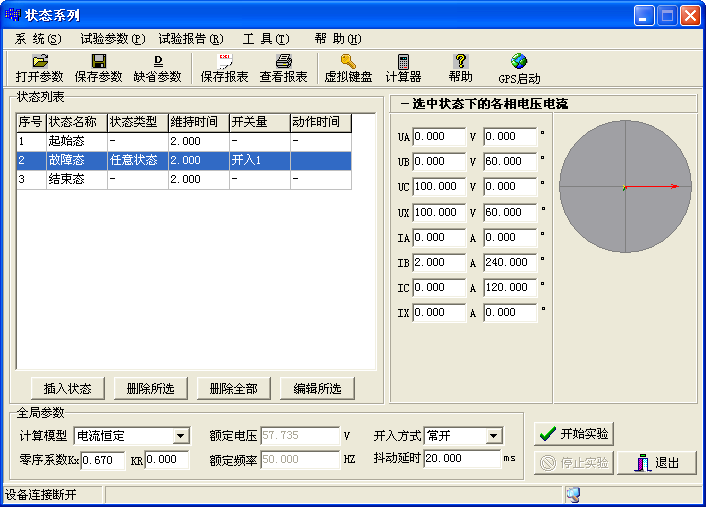 状态系列
系 统(S) 试验参数(P) 试验报告(R) 工 具(T) 帮 助(H)
打开参数 保存参数 缺省参数 保存报表 查看报表 虚拟键盘 计算器 帮助 GPS启动
状态列表
序号 状态名称 状态类型 维持时间 开关量 动作时间
1 起始态 - 2.000 - -
2 故障态 任意状态 2.000 开入1
3 结束态 - 2.000 - -
插入状态 删除所选 删除全部 编辑所选
－选中状态下的各相电压电流
UA 0.000 V 0.000 °
UB 0.000 V 60.000 °
UC 100.000 V 0.000 °
UX 100.000 V 60.000 °
IA 0.000 A 0.000 °
IB 2.000 A 240.000 °
IC 0.000 A 120.000 °
IX 0.000 A 0.000 °
全局参数
计算模型 电流恒定 额定电压 57.735 V 开入方式 常开
零序系数Kx 0.670 KR 0.000 额定频率 50.000 HZ 抖动延时 20.000 ms
开始实验
停止实验 退出
设备连接断开